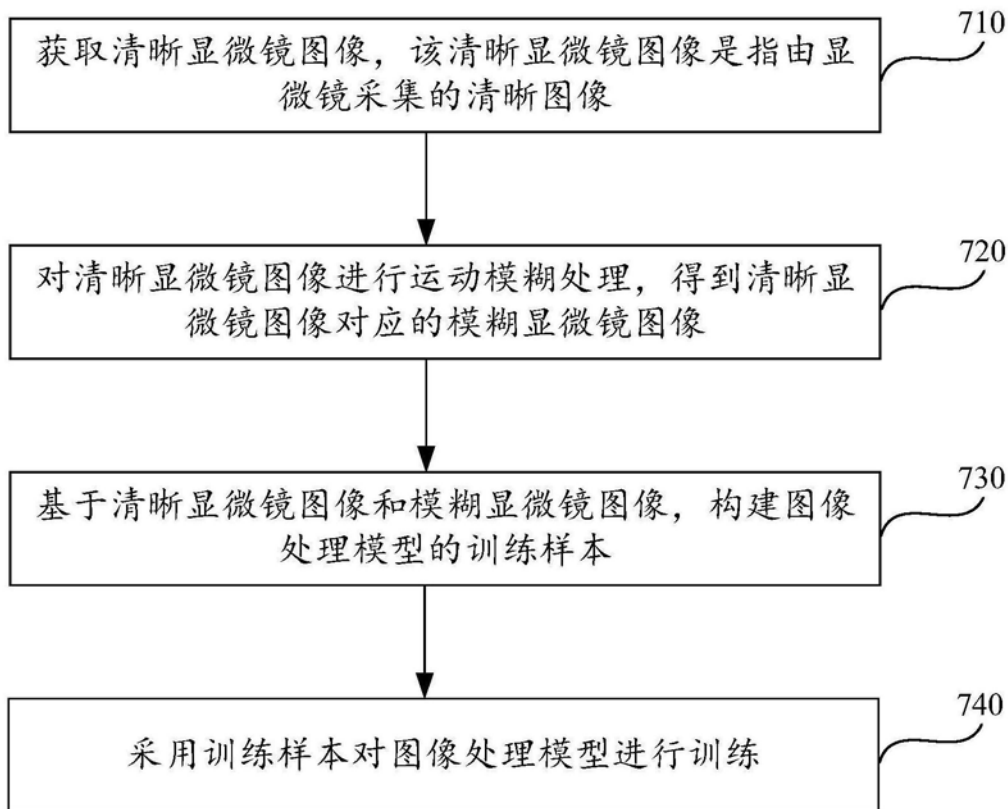 710
获取清晰显微镜图像，该清晰显微镜图像是指由显
微镜采集的清晰图像
720
对清晰显微镜图像进行运动模糊处理，得到清晰显
微镜图像对应的模糊显微镜图像
730
基于清晰显微镜图像和模糊显微镜图像，构建图像
处理模型的训练样本
740
采用训练样本对图像处理模型进行训练